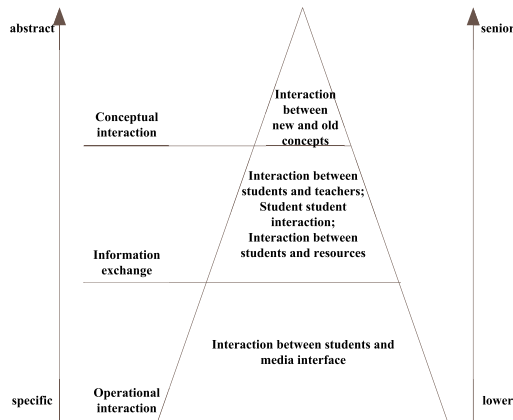 abstract
senior
Interaction
between
new and old
concepts
Conceptual
interaction
Interaction between
students and teachers;
Student student
interaction;
Interaction between
students and resources
Information
exchange
Interaction between students and
media interface
specific
Operational
interaction
lower